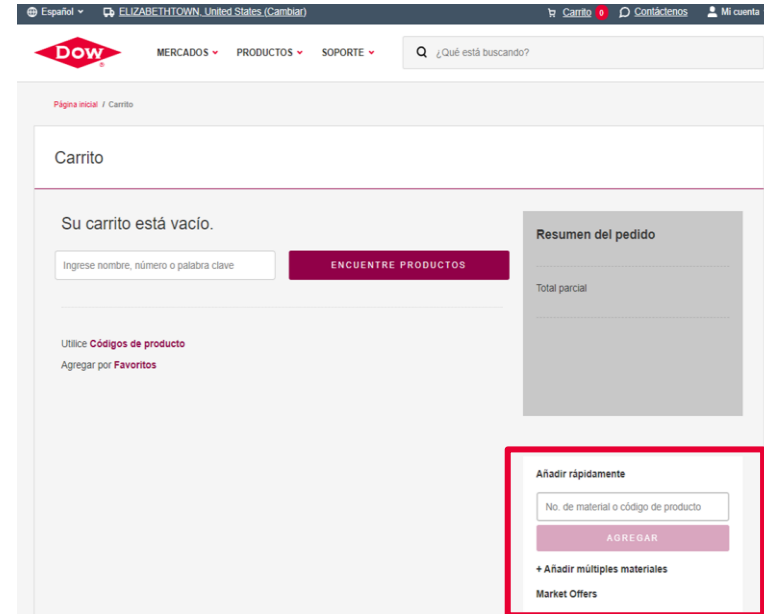 Español ELIZABETHTOWN, United States (Cambiar) Carrito 0 Contáctenos Mi cuenta
Dow MERCADOS PRODUCTOS SOPORTE ¿Qué está buscando?
Página inicial / Carrito
Carrito
Su carrito está vacío.
Ingrese nombre, número o palabra clave ENCUENTRE PRODUCTOS
Utilice Códigos de producto
Agregar por Favoritos
Resumen del pedido
Total parcial
Añadir rápidamente
No. de material o código de producto
AGREGAR
+ Añadir múltiples materiales
Market Offers